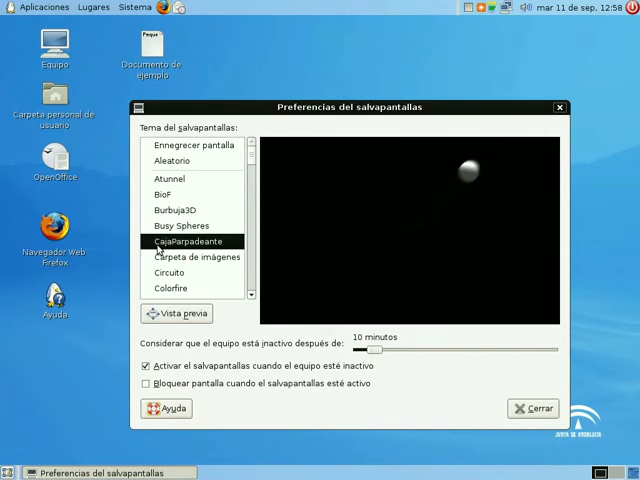 Aplicaciones Lugares Sistema
mar 11 de sep, 12:58
Equipo
Documento de
ejemplo
Carpeta personal de
usuario
OpenOffice
Navegador Web
Firefox
Ayuda
Preferencias del salvapantallas
Tema del salvapantallas:
Ennegrecer pantalla
Aleatorio
Atunnel
BioF
Burbuja3D
Busy Spheres
CajaParpadeante
Carpeta de imágenes
Circuito
Colorfire
Vista previa
10 minutos
Considerar que el equipo está inactivo después de:
Activar el salvapantallas cuando el equipo esté inactivo
Bloquear pantalla cuando el salvapantallas esté activo
Ayuda
Cerrar
JUNTA DE ANDALUCIA
Preferencias del salvapantallas